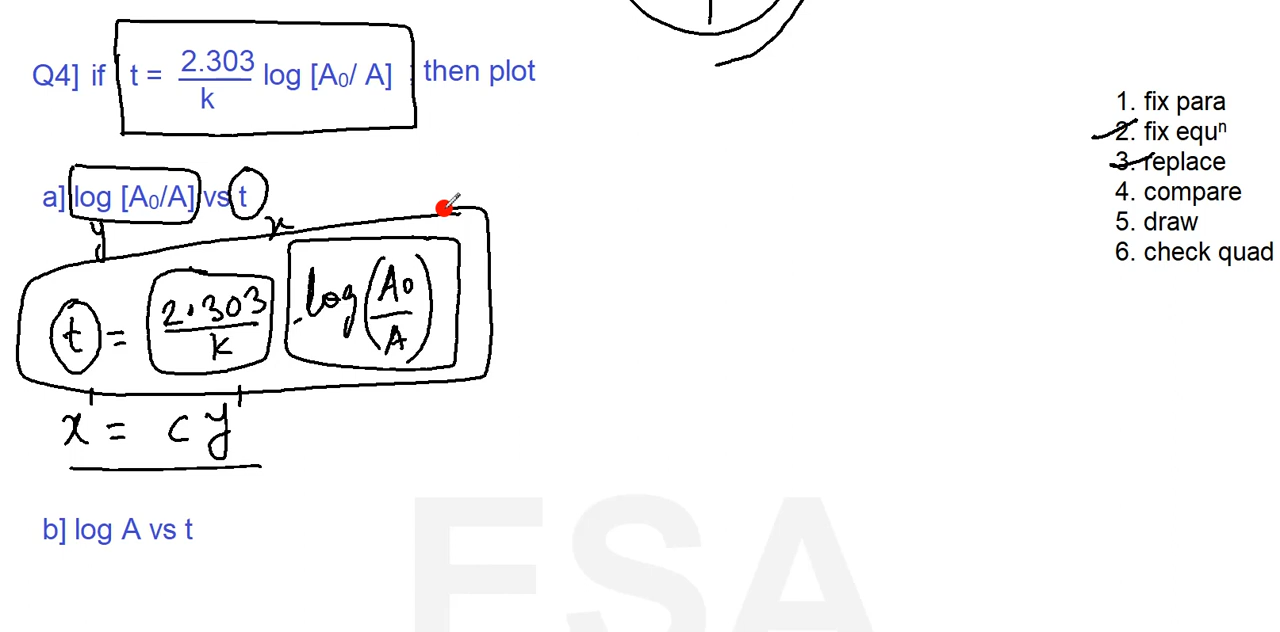 Q4] if t = 2.303/k log [A₀/ A] then plot
a] log [A₀/A] vs t
y x
t = 2.303/k log (A₀/A)
x = c y
b] log A vs t
1. fix para
2. fix equⁿ
3. replace
4. compare
5. draw
6. check quad
ESA